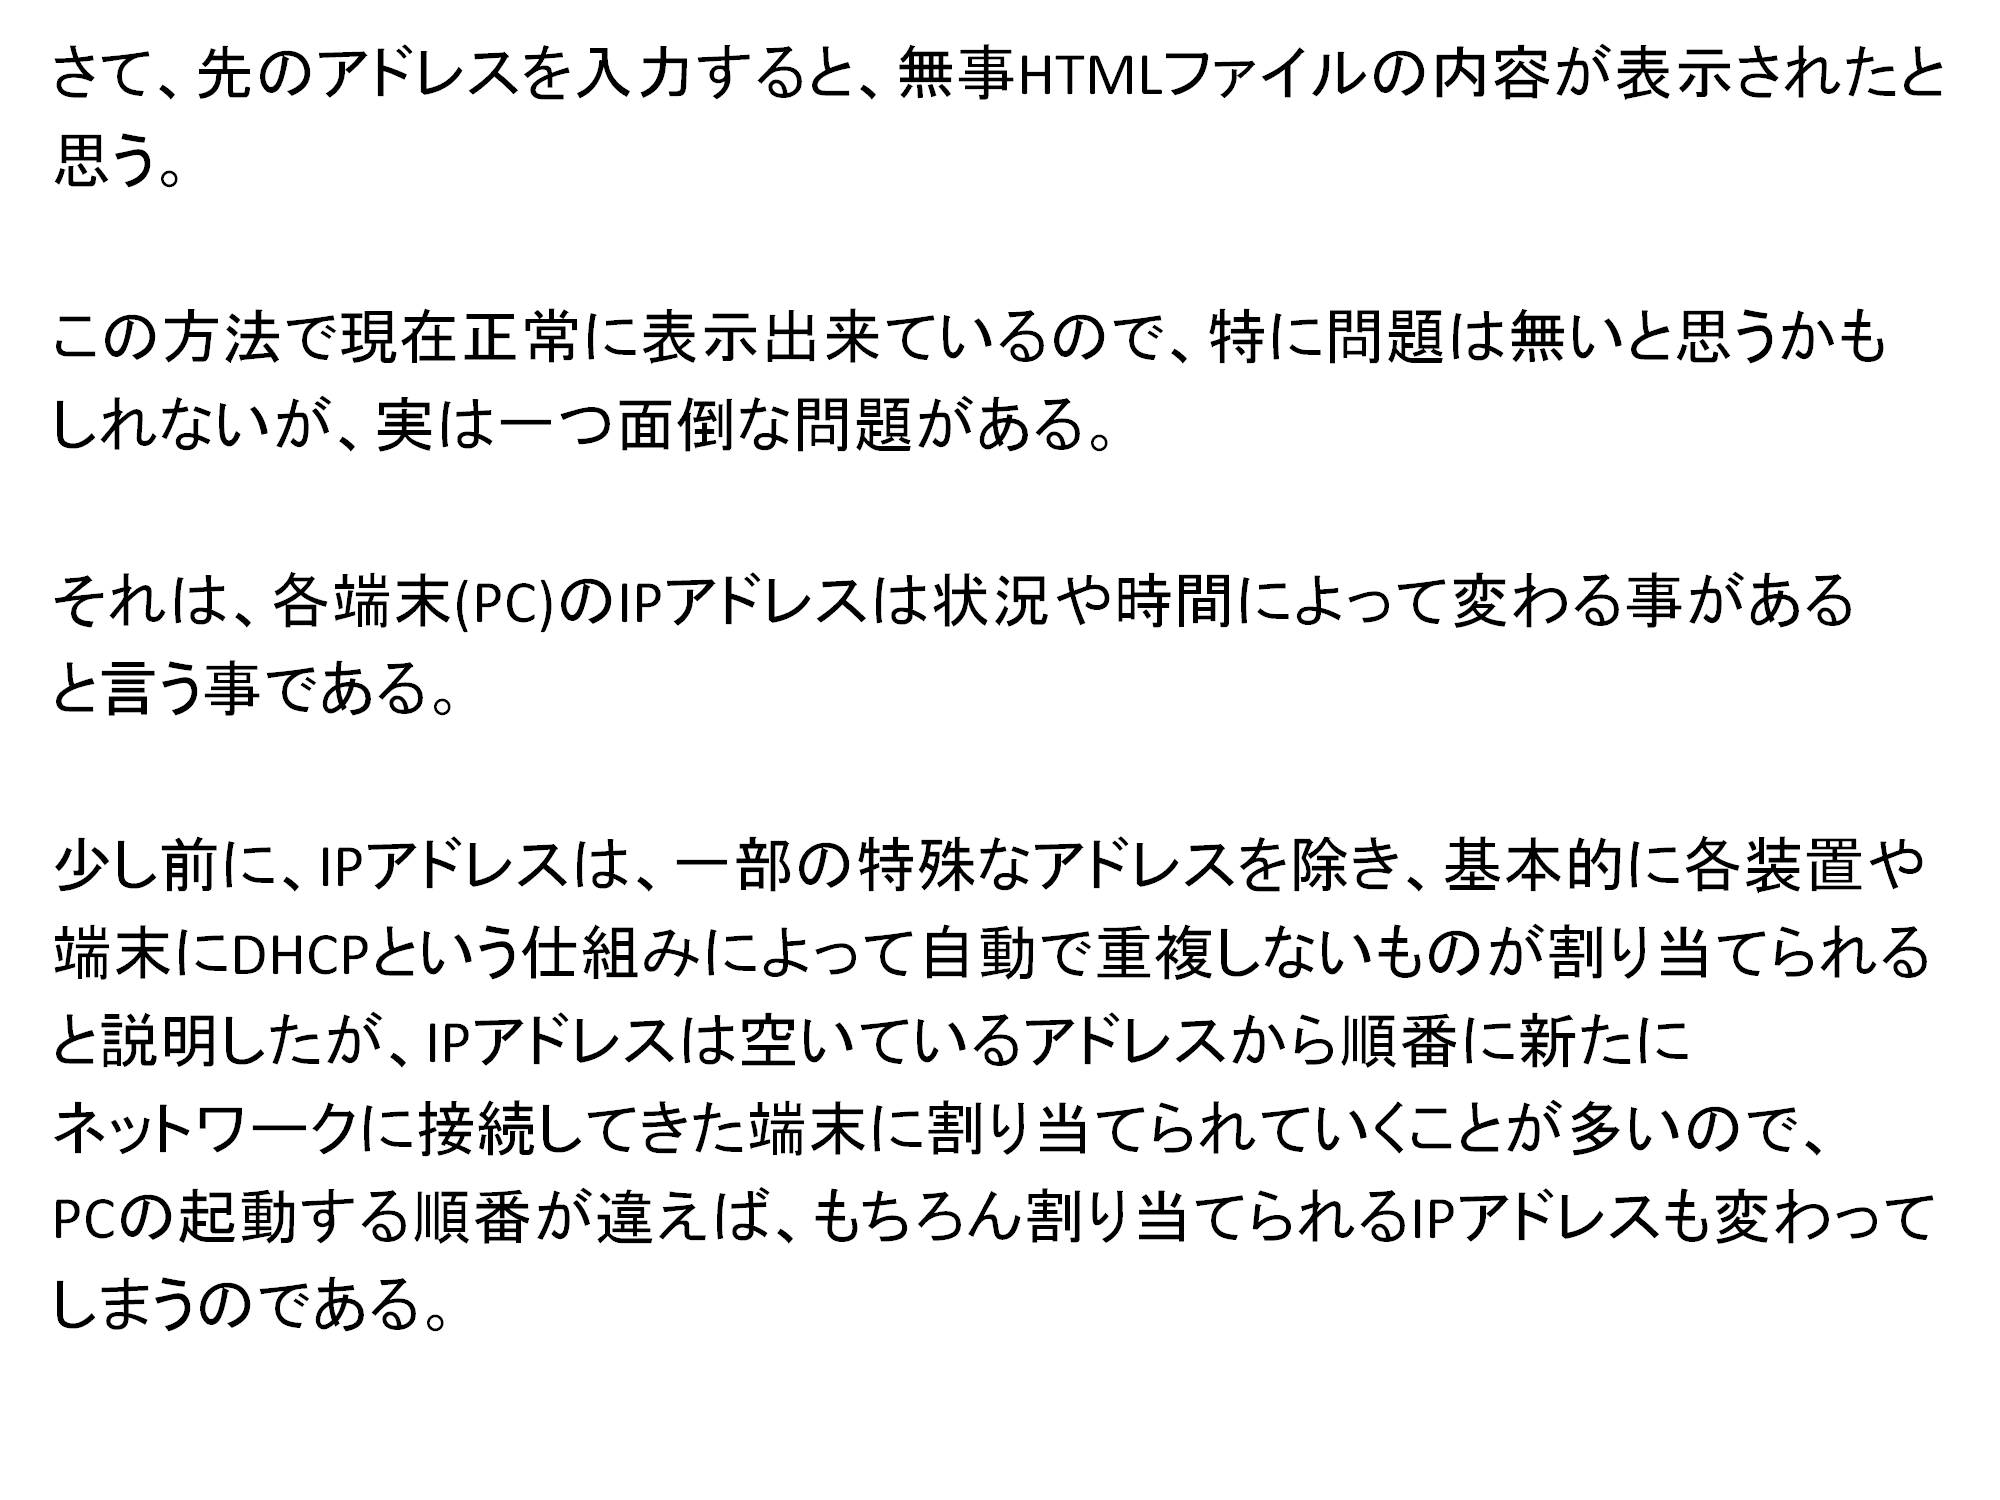 さて、先のアドレスを入力すると、無事HTMLファイルの内容が表示されたと
思う。
この方法で現在正常に表示出来ているので、特に問題は無いと思うかも
しれないが、実は一つ面倒な問題がある。
それは、各端末(PC)のIPアドレスは状況や時間によって変わる事がある
と言う事である。
少し前に、IPアドレスは、一部の特殊なアドレスを除き、基本的に各装置や
端末にDHCPという仕組みによって自動で重複しないものが割り当てられる
と説明したが、IPアドレスは空いているアドレスから順番に新たに
ネットワークに接続してきた端末に割り当てられていくことが多いので、
PCの起動する順番が違えば、もちろん割り当てられるIPアドレスも変わって
しまうのである。